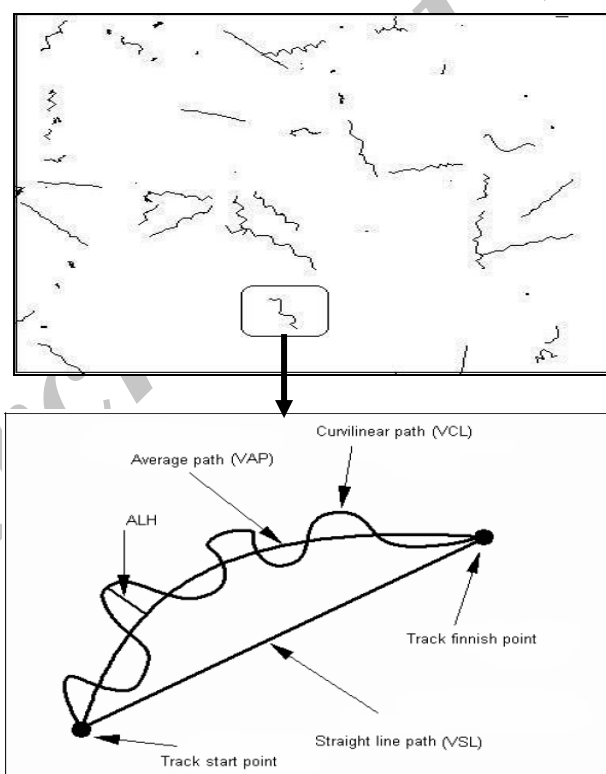 Curvilinear path (VCL)
Average path (VAP)
ALH
Track finnish point
Straight line path (VSL)
Track start point